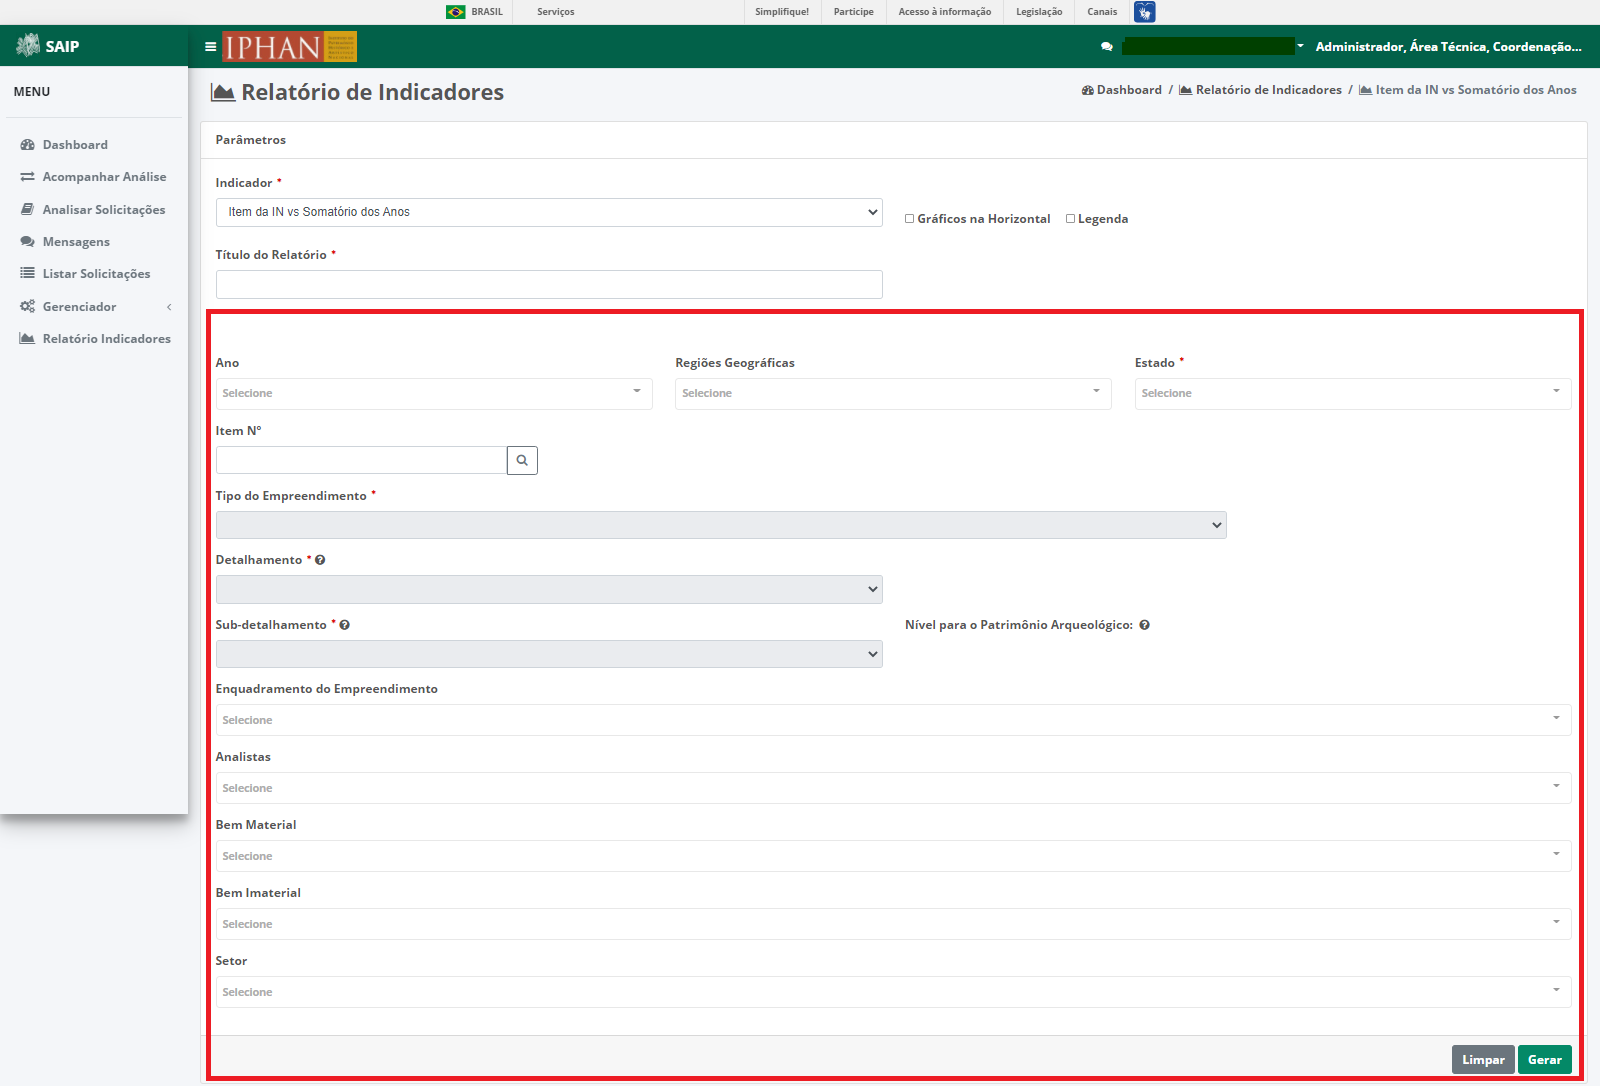 BRASIL Serviços Simplifique! Participe Acesso à informação Legislação Canais
SAIP
IPHAN
Administrador, Área Técnica, Coordenação...
MENU
Dashboard
Acompanhar Análise
Analisar Solicitações
Mensagens
Listar Solicitações
Gerenciador
Relatório Indicadores
Relatório de Indicadores
Dashboard / Relatório de Indicadores / Item da IN vs Somatório dos Anos
Parâmetros
Indicador *
Item da IN vs Somatório dos Anos
Gráficos na Horizontal Legenda
Título do Relatório *
Ano Regiões Geográficas Estado *
Selecione Selecione Selecione
Item Nº
Tipo do Empreendimento *
Detalhamento *
Sub-detalhamento * Nível para o Patrimônio Arqueológico:
Enquadramento do Empreendimento
Selecione
Analistas
Selecione
Bem Material
Selecione
Bem Imaterial
Selecione
Setor
Selecione
Limpar Gerar